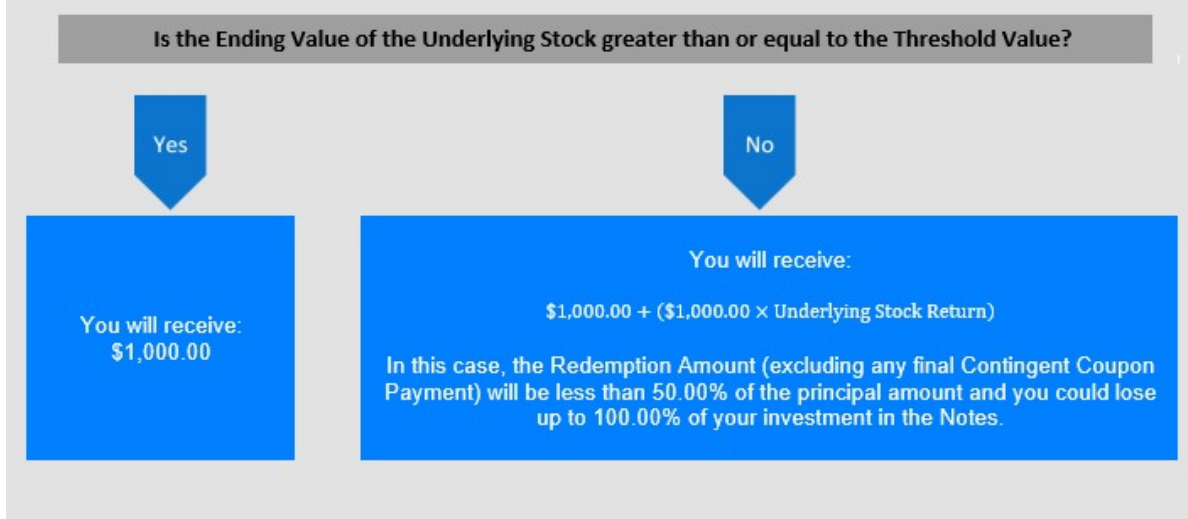 Is the Ending Value of the Underlying Stock greater than or equal to the Threshold Value?
Yes
No
You will receive:
$1,000.00
You will receive:
$1,000.00 + ($1,000.00 × Underlying Stock Return)
In this case, the Redemption Amount (excluding any final Contingent Coupon
Payment) will be less than 50.00% of the principal amount and you could lose
up to 100.00% of your investment in the Notes.